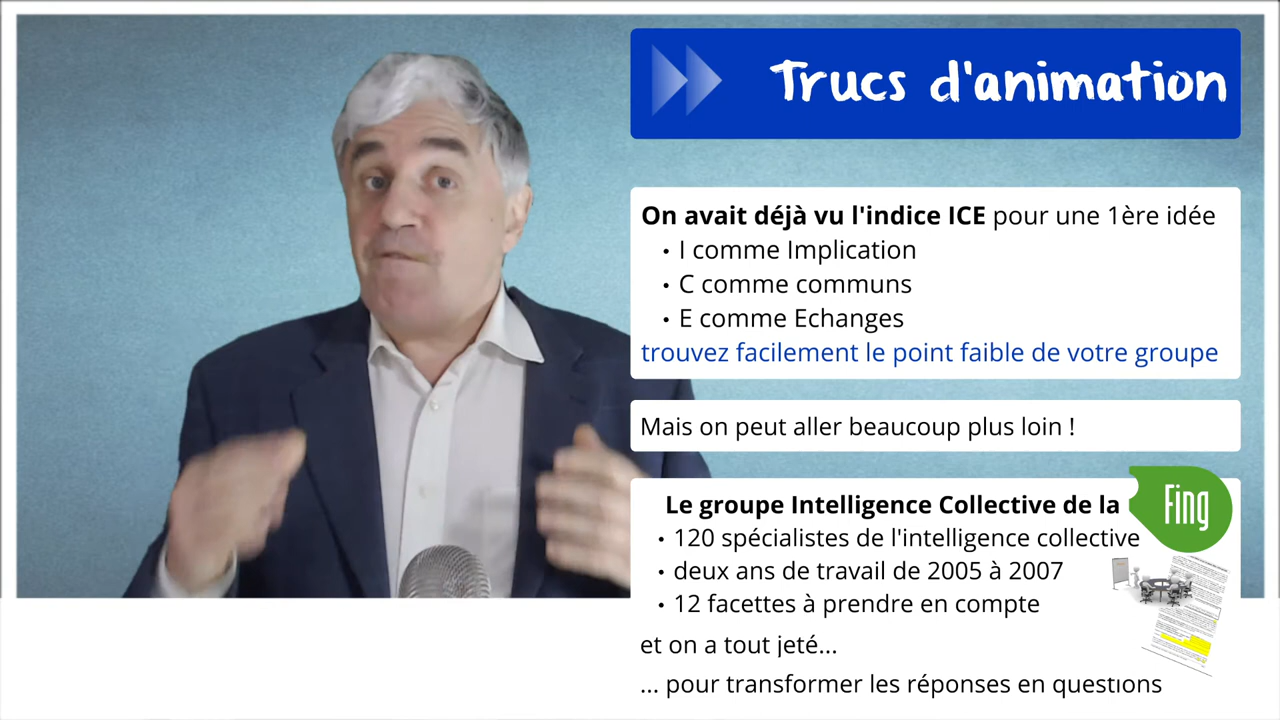 Trucs d'animation
On avait déjà vu l'indice ICE pour une 1ère idée
• I comme Implication
• C comme communs
• E comme Echanges
trouvez facilement le point faible de votre groupe
Mais on peut aller beaucoup plus loin !
Le groupe Intelligence Collective de la Fing
• 120 spécialistes de l'intelligence collective
• deux ans de travail de 2005 à 2007
• 12 facettes à prendre en compte
et on a tout jeté...
... pour transformer les réponses en questions